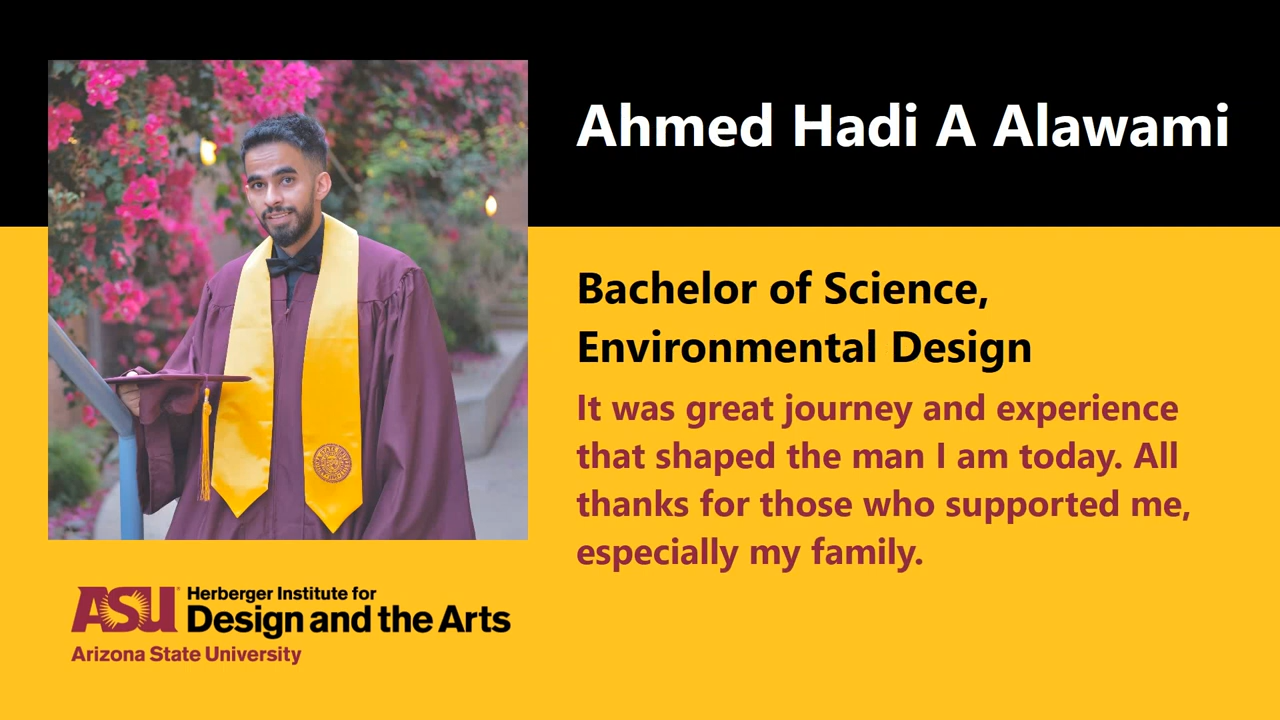 Ahmed Hadi A Alawami
Bachelor of Science,
Environmental Design
It was great journey and experience
that shaped the man I am today. All
thanks for those who supported me,
especially my family.
ASU Herberger Institute for
Design and the Arts
Arizona State University